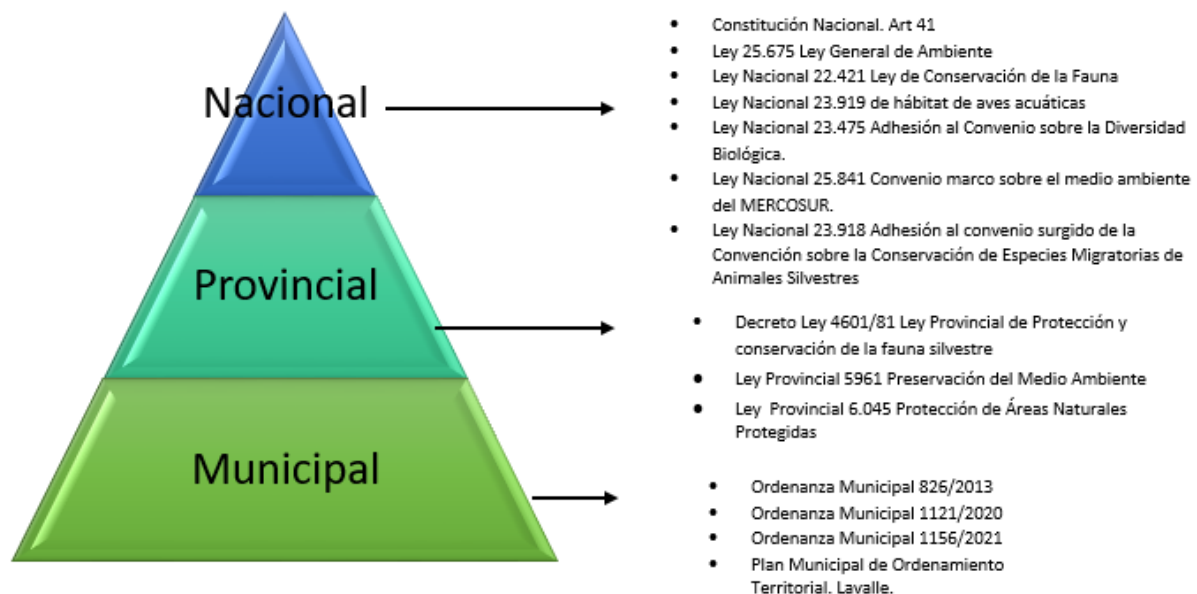 Nacional
• Constitución Nacional. Art 41
• Ley 25.675 Ley General de Ambiente
• Ley Nacional 22.421 Ley de Conservación de la Fauna
• Ley Nacional 23.919 de hábitat de aves acuáticas
• Ley Nacional 23.475 Adhesión al Convenio sobre la Diversidad
Biológica.
• Ley Nacional 25.841 Convenio marco sobre el medio ambiente
del MERCOSUR.
• Ley Nacional 23.918 Adhesión al convenio surgido de la
Convención sobre la Conservación de Especies Migratorias de
Animales Silvestres
Provincial
• Decreto Ley 4601/81 Ley Provincial de Protección y
conservación de la fauna silvestre
• Ley Provincial 5961 Preservación del Medio Ambiente
• Ley Provincial 6.045 Protección de Áreas Naturales
Protegidas
Municipal
• Ordenanza Municipal 826/2013
• Ordenanza Municipal 1121/2020
• Ordenanza Municipal 1156/2021
• Plan Municipal de Ordenamiento
Territorial. Lavalle.